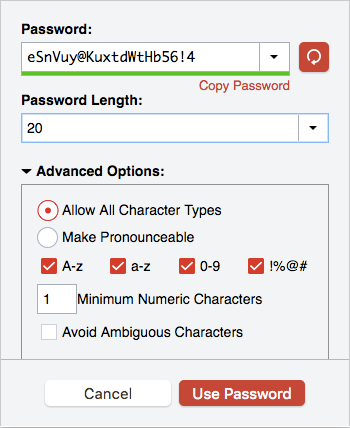 Password:
eSnVuy@KuxtdWtHb56!4
Copy Password
Password Length:
20
Advanced Options:
Allow All Character Types
Make Pronounceable
A-z a-z 0-9 !%@#
1 Minimum Numeric Characters
Avoid Ambiguous Characters
Cancel Use Password